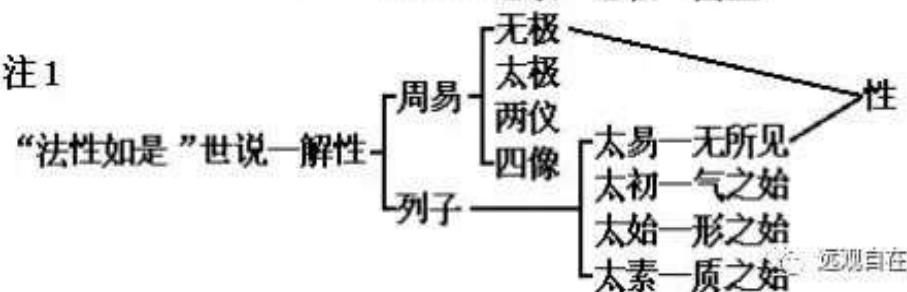 注1
“法性如是”世说—解性
周易
无极
太极
两仪
四像
列子
太易—无所见
太初—气之始
太始—形之始
太素—质之始
性
远观自在